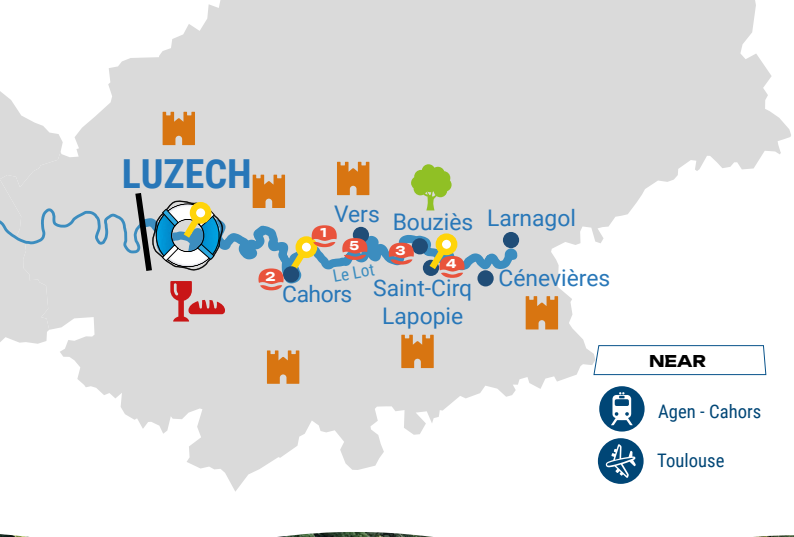 LUZECH
Vers
Bouziès
Larnagol
1
5
3
4
2
Le Lot
Cahors
Saint-Cirq
Lapopie
Cénevières
NEAR
Agen - Cahors
Toulouse